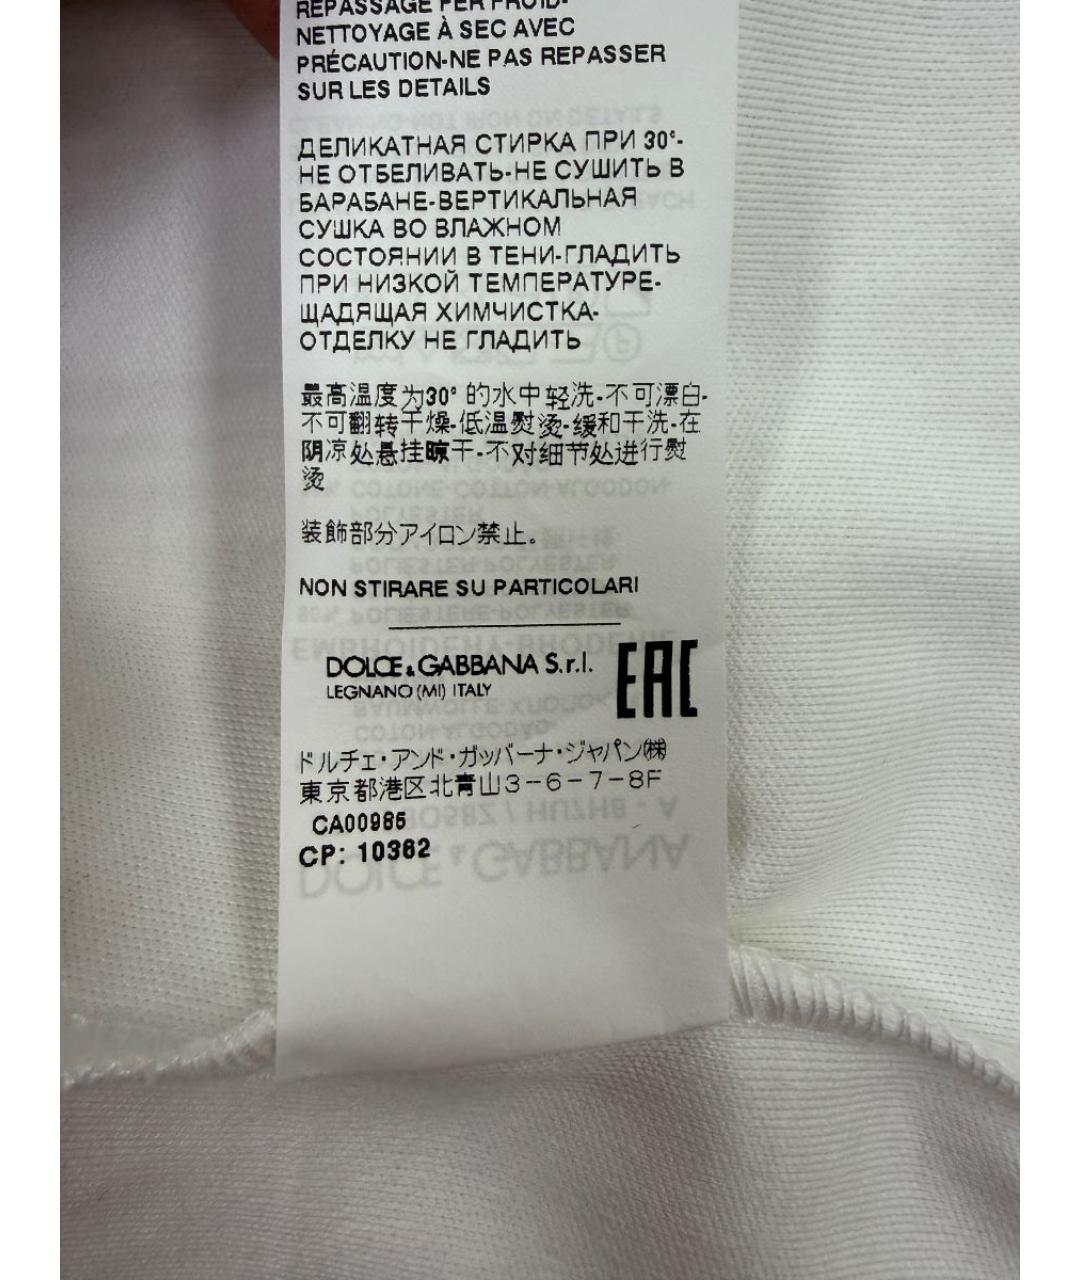 REPASSAGE FER FROID-
NETTOYAGE À SEC AVEC
PRÉCAUTION-NE PAS REPASSER
SUR LES DETAILS
ДЕЛИКАТНАЯ СТИРКА ПРИ 30°-
НЕ ОТБЕЛИВАТЬ-НЕ СУШИТЬ В
БАРАБАНЕ-ВЕРТИКАЛЬНАЯ
СУШКА ВО ВЛАЖНОМ
СОСТОЯНИИ В ТЕНИ-ГЛАДИТЬ
ПРИ НИЗКОЙ ТЕМПЕРАТУРЕ-
ЩАДЯЩАЯ ХИМЧИСТКА-
ОТДЕЛКУ НЕ ГЛАДИТЬ
最高温度为30° 的水中轻洗-不可漂白-
不可翻转干燥-低温熨烫-缓和干洗-在
阴凉处悬挂晾干-不对细节处进行熨
烫
装飾部分アイロン禁止。
NON STIRARE SU PARTICOLARI
DOLCE & GABBANA S.r.l.
LEGNANO (MI) ITALY
EAC
ドルチェ・アンド・ガッバーナ・ジャパン㈱
東京都港区北青山3-6-7-8F
CA00985
CP: 10362